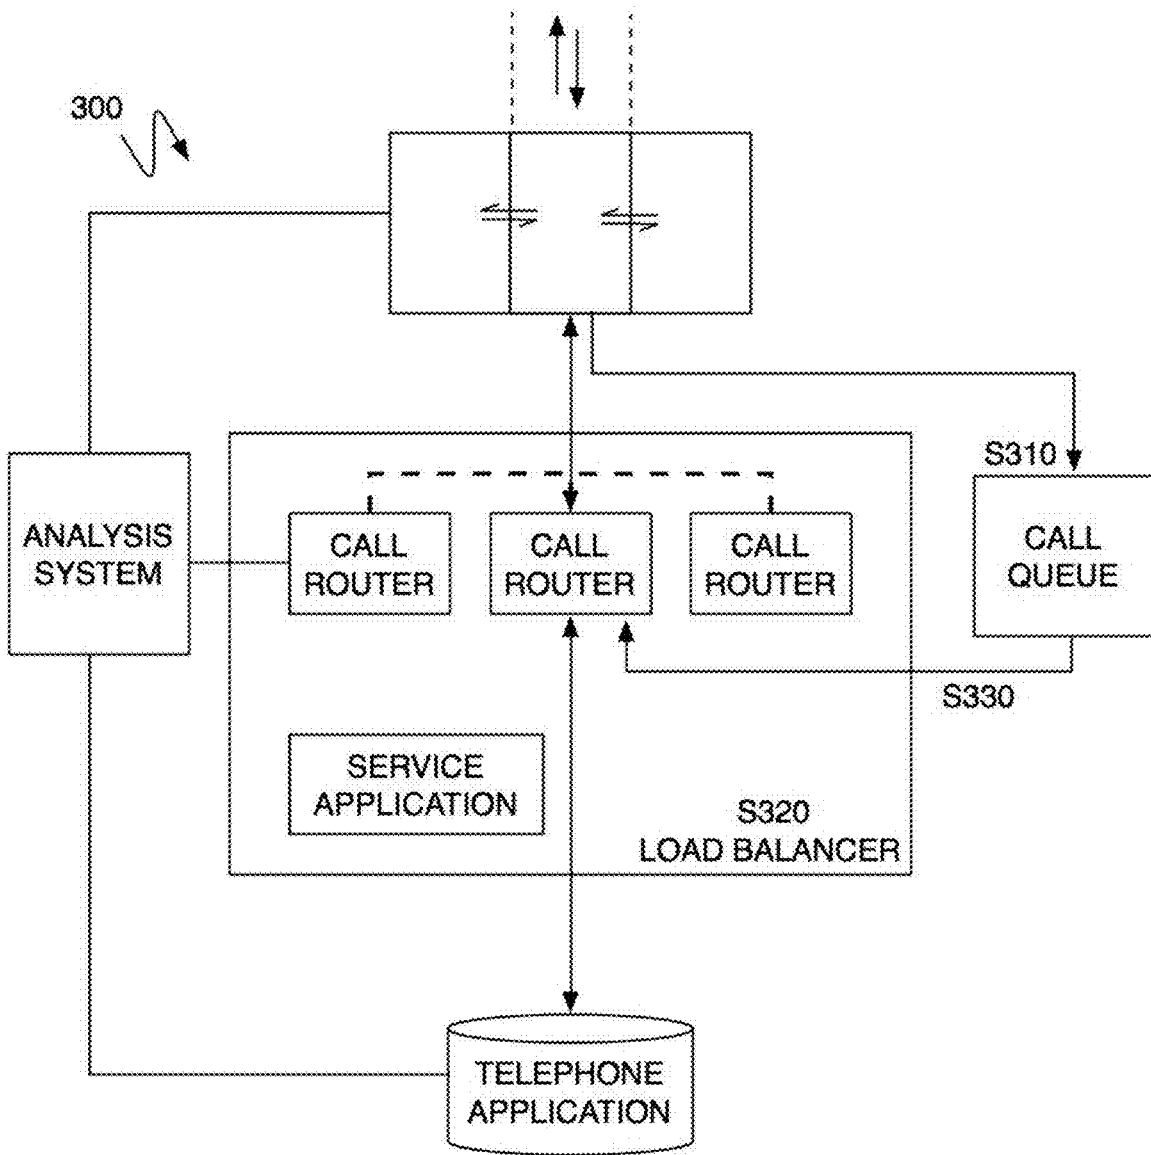 300
S310
ANALYSIS
SYSTEM
CALL
ROUTER
CALL
ROUTER
CALL
ROUTER
CALL
QUEUE
S330
SERVICE
APPLICATION
S320
LOAD BALANCER
TELEPHONE
APPLICATION